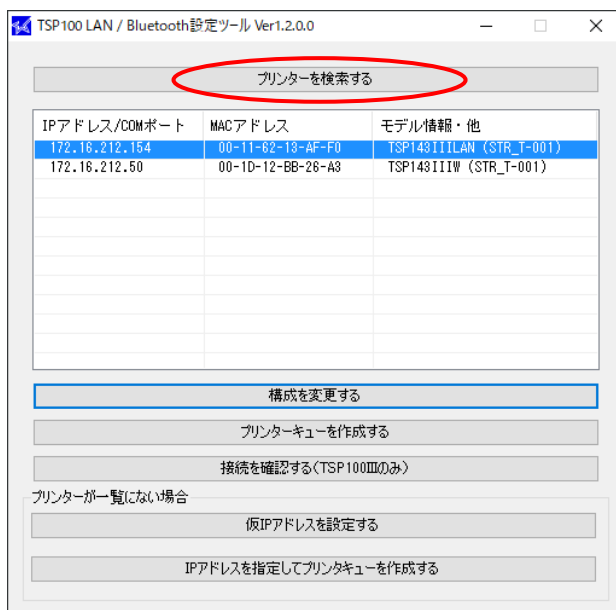 TSP100 LAN / Bluetooth設定ツール Ver1.2.0.0
プリンターを検索する
IPアドレス/COMポート MACアドレス モデル情報・他
172.16.212.154 00-11-62-13-AF-F0 TSP143IIILAN (STR_T-001)
172.16.212.50 00-1D-12-BB-26-A3 TSP143IIIW (STR_T-001)
構成を変更する
プリンターキューを作成する
接続を確認する(TSP100Ⅲのみ)
プリンターが一覧にない場合
仮IPアドレスを設定する
IPアドレスを指定してプリンタキューを作成する